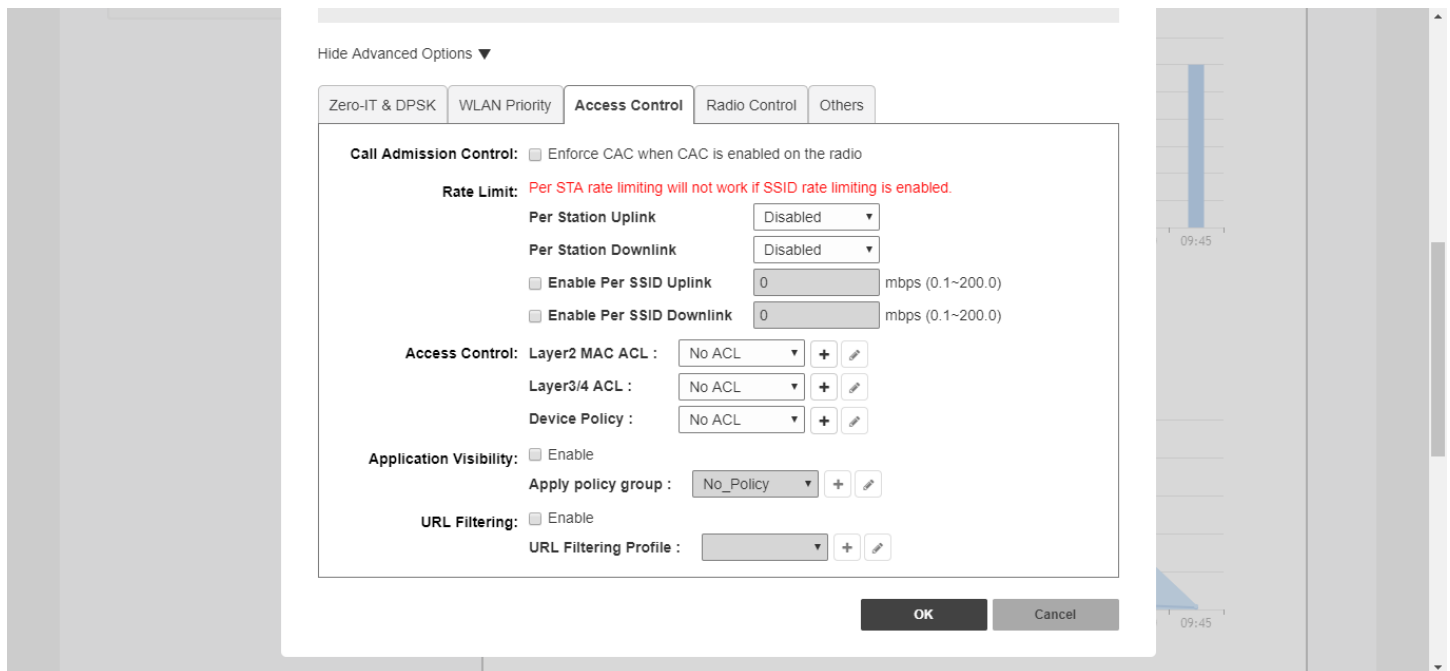 Hide Advanced Options ▼
Zero-IT & DPSK WLAN Priority Access Control Radio Control Others
Call Admission Control: Enforce CAC when CAC is enabled on the radio
Rate Limit: Per STA rate limiting will not work if SSID rate limiting is enabled.
Per Station Uplink Disabled
Per Station Downlink Disabled
Enable Per SSID Uplink 0 mbps (0.1~200.0)
Enable Per SSID Downlink 0 mbps (0.1~200.0)
Access Control: Layer2 MAC ACL : No ACL
Layer3/4 ACL : No ACL
Device Policy : No ACL
Application Visibility: Enable
Apply policy group : No_Policy
URL Filtering: Enable
URL Filtering Profile :
OK Cancel
09:45
09:45